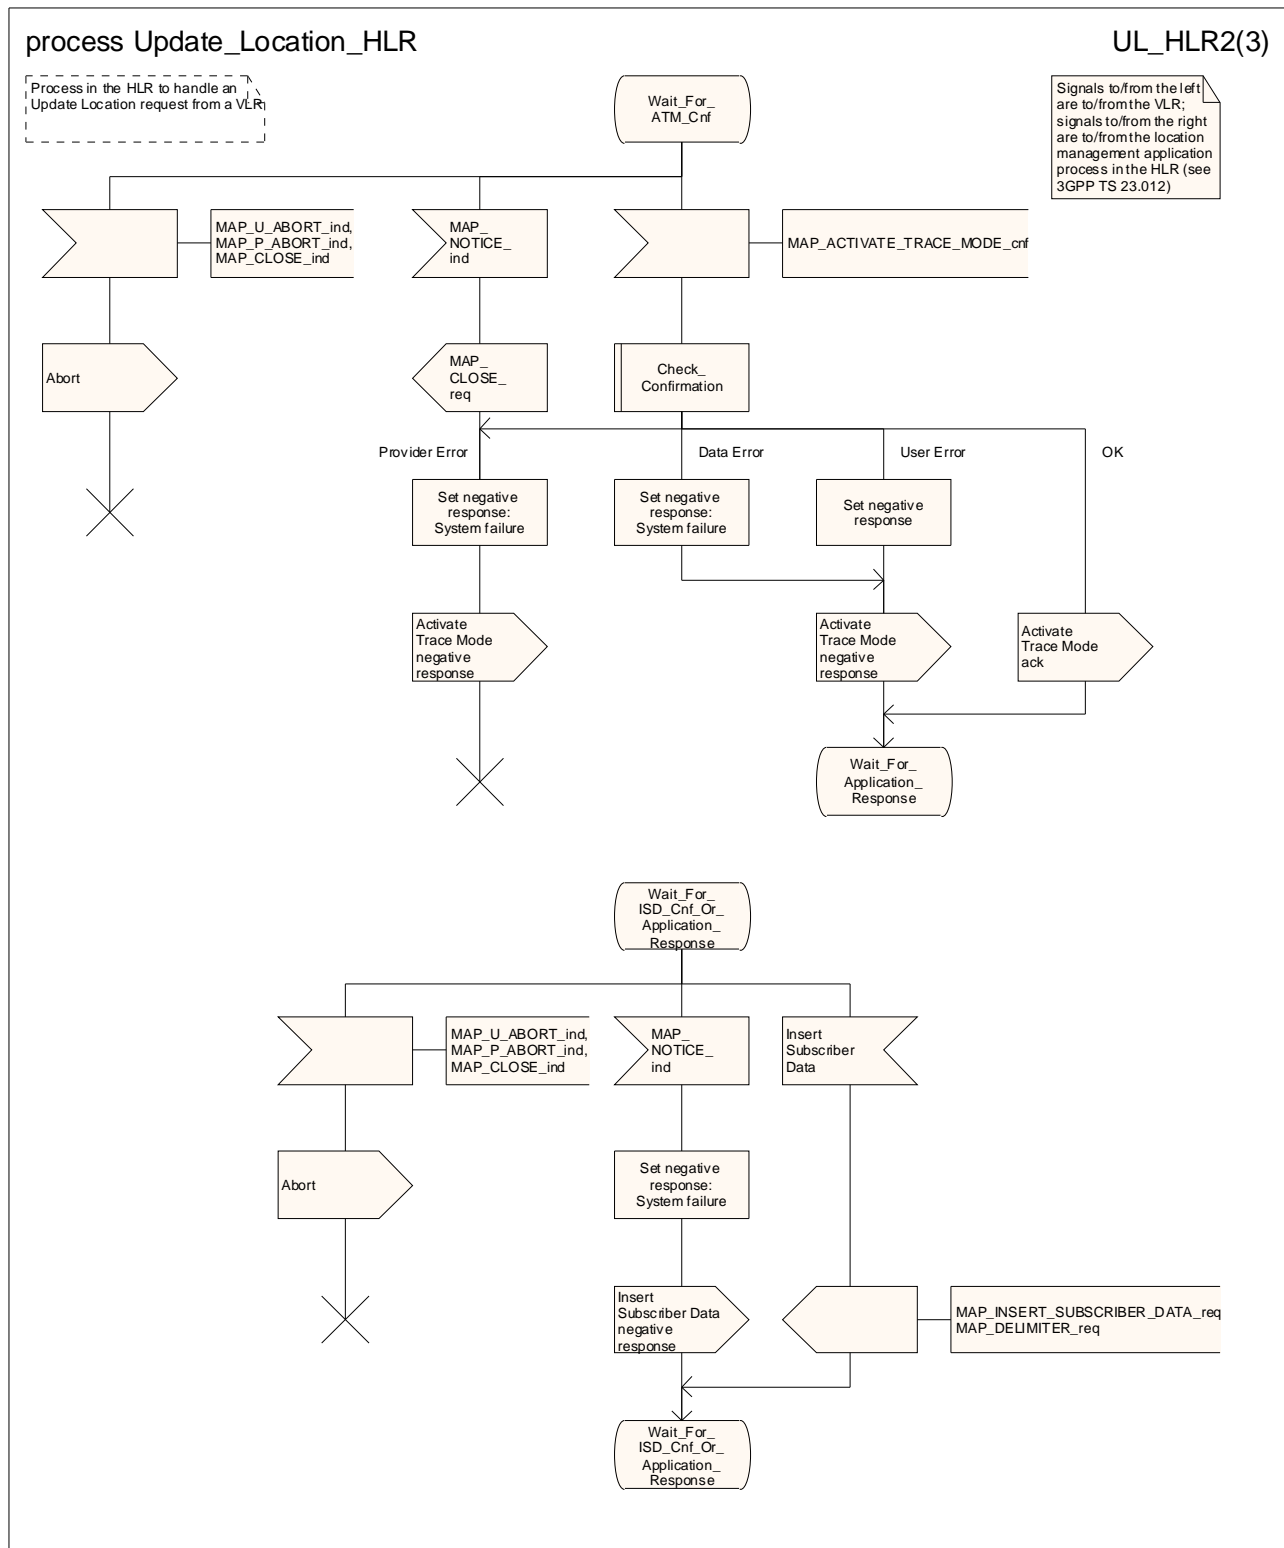 process Update_Location_HLR
UL_HLR2(3)
Process in the HLR to handle an
Update Location request from a VLR
Signals to/from the left
are to/from the VLR;
signals to/from the right
are to/from the location
management application
process in the HLR (see
3GPP TS 23.012)
Wait_For_
ATM_Cnf
MAP_U_ABORT_ind,
MAP_P_ABORT_ind,
MAP_CLOSE_ind
MAP_
NOTICE_
ind
MAP_ACTIVATE_TRACE_MODE_cnf
Abort
MAP_
CLOSE_
req
Check_
Confirmation
Provider Error
Data Error
User Error
OK
Set negative
response:
System failure
Set negative
response:
System failure
Set negative
response
Activate
Trace Mode
negative
response
Activate
Trace Mode
negative
response
Activate
Trace Mode
ack
Wait_For_
Application_
Response
Wait_For_
ISD_Cnf_Or_
Application_
Response
MAP_U_ABORT_ind,
MAP_P_ABORT_ind,
MAP_CLOSE_ind
MAP_
NOTICE_
ind
Insert
Subscriber
Data
Abort
Set negative
response:
System failure
Insert
Subscriber Data
negative
response
MAP_INSERT_SUBSCRIBER_DATA_req
MAP_DELIMITER_req
Wait_For_
ISD_Cnf_Or_
Application_
Response